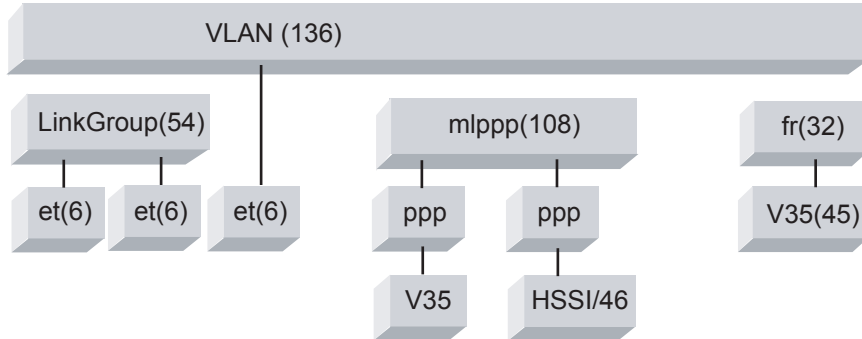 VLAN (136)
LinkGroup(54)
mlppp(108)
fr(32)
et(6)
et(6)
et(6)
ppp
ppp
V35(45)
V35
HSSI/46